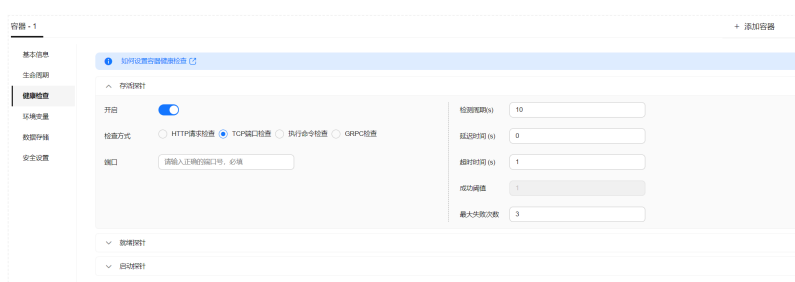 容器 - 1
+ 添加容器
基本信息
生命周期
健康检查
环境变量
数据存储
安全设置
如何设置容器健康检查
存活探针
开启
检查方式 HTTP请求检查 TCP端口检查 执行命令检查 GRPC检查
端口 请输入正确的端口号，必填
检测周期(s) 10
延迟时间 (s) 0
超时时间 (s) 1
成功阈值 1
最大失败次数 3
就绪探针
启动探针